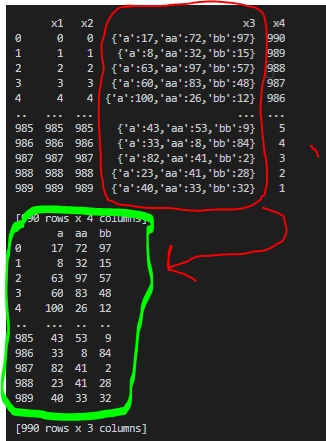 x1 x2 x3 x4
0 0 0 {'a':17,'aa':72,'bb':97} 990
1 1 1 {'a':8,'aa':32,'bb':15} 989
2 2 2 {'a':63,'aa':97,'bb':57} 988
3 3 3 {'a':60,'aa':83,'bb':48} 987
4 4 4 {'a':100,'aa':26,'bb':12} 986
.. ... ... ... ...
985 985 985 {'a':43,'aa':53,'bb':9} 5
986 986 986 {'a':33,'aa':8,'bb':84} 4
987 987 987 {'a':82,'aa':41,'bb':2} 3
988 988 988 {'a':23,'aa':41,'bb':28} 2
989 989 989 {'a':40,'aa':33,'bb':32} 1
[990 rows x 4 columns]
a aa bb
0 17 72 97
1 8 32 15
2 63 97 57
3 60 83 48
4 100 26 12
.. ... .. ..
985 43 53 9
986 33 8 84
987 82 41 2
988 23 41 28
989 40 33 32
[990 rows x 3 columns]